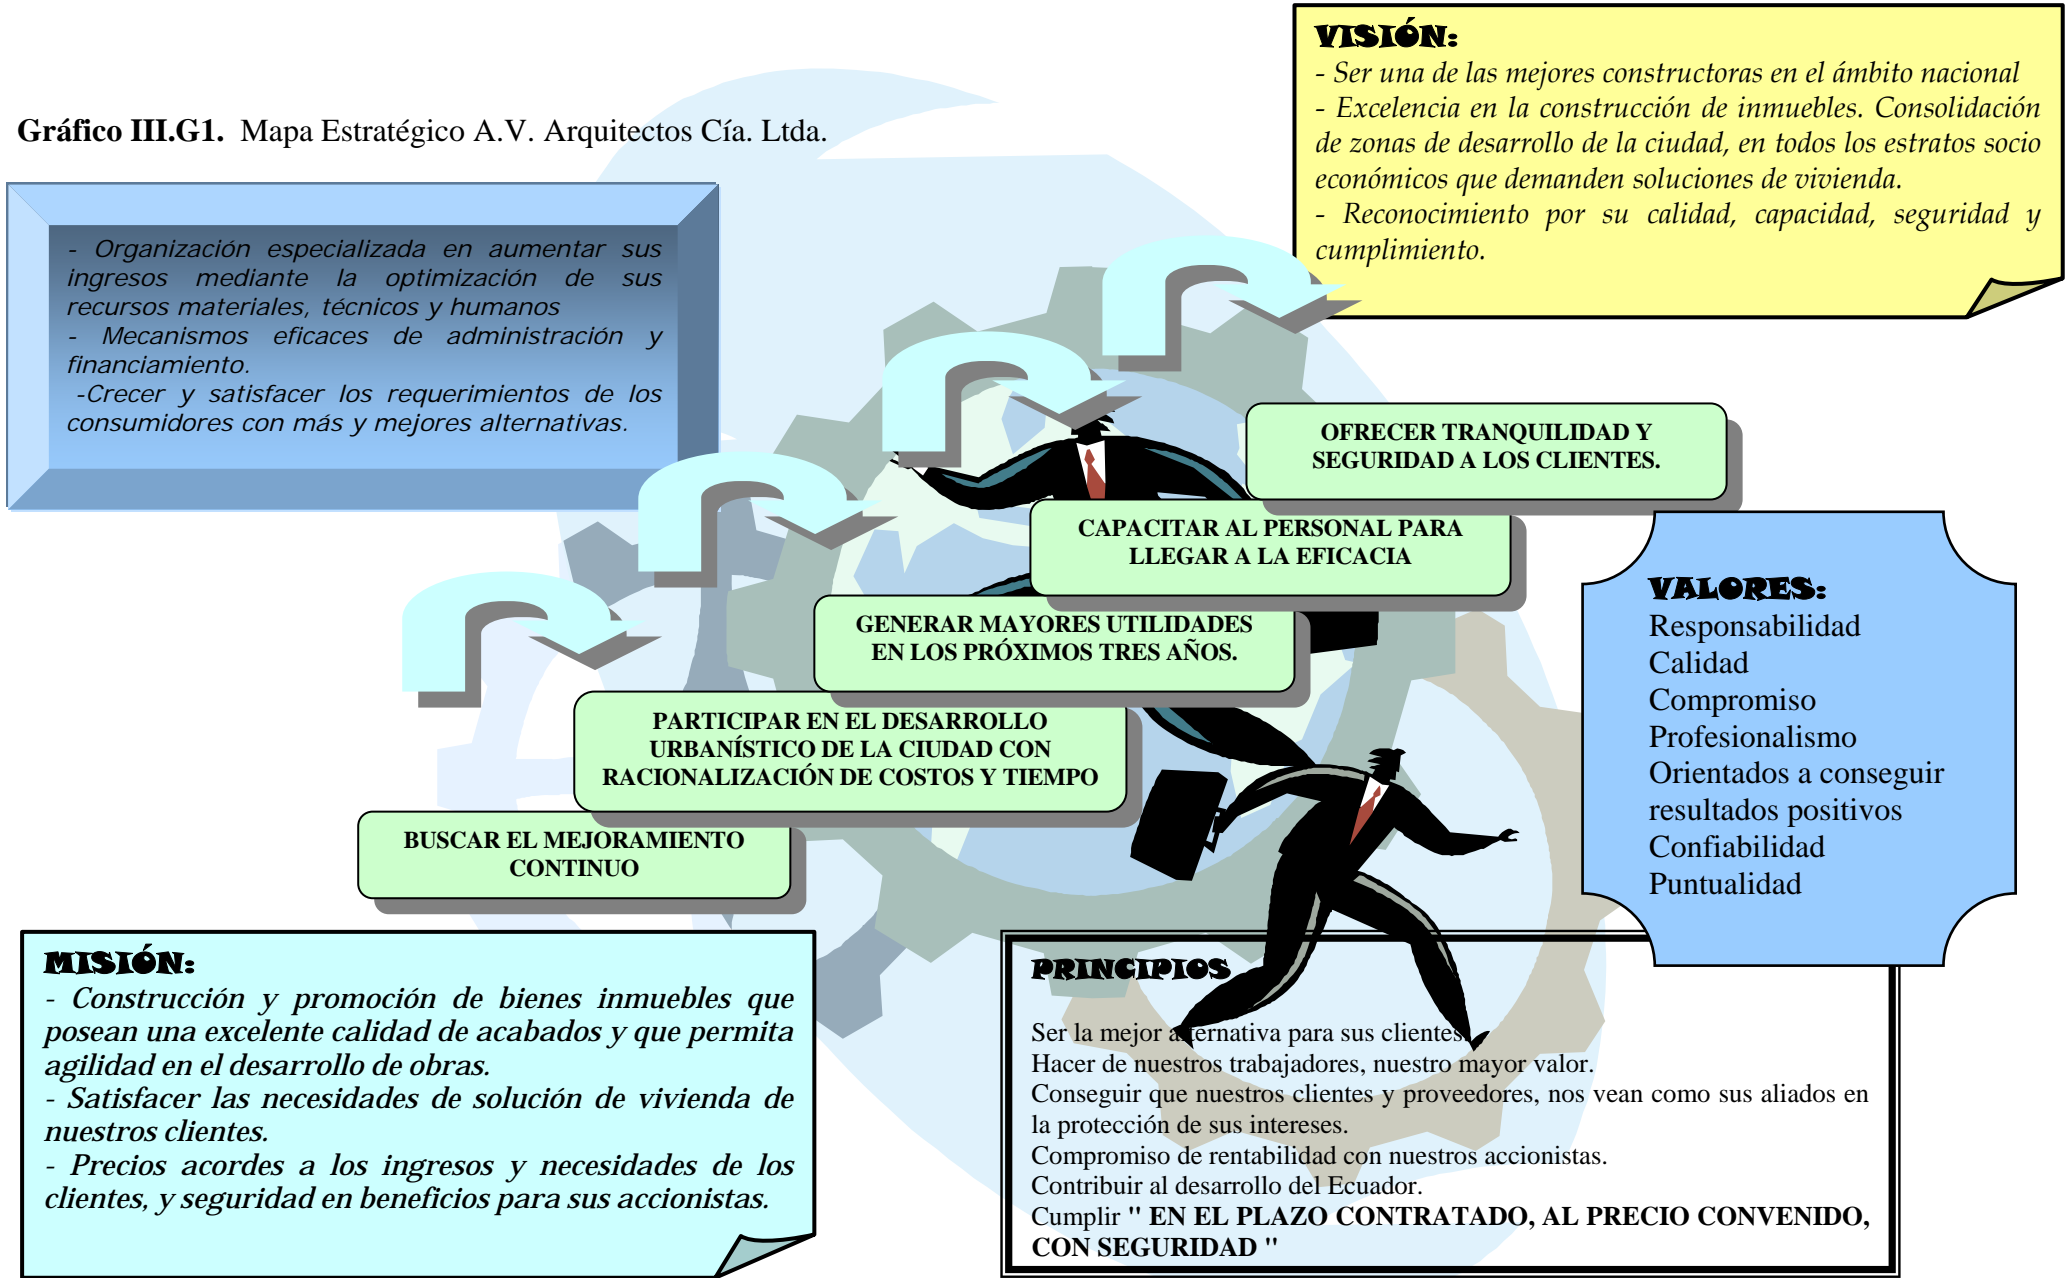 VISIÓN:
- Ser una de las mejores constructoras en el ámbito nacional
- Excelencia en la construcción de inmuebles. Consolidación
de zonas de desarrollo de la ciudad, en todos los estratos socio
económicos que demanden soluciones de vivienda.
- Reconocimiento por su calidad, capacidad, seguridad y
cumplimiento.
Gráfico III.G1. Mapa Estratégico A.V. Arquitectos Cía. Ltda.
- Organización especializada en aumentar sus
ingresos mediante la optimización de sus
recursos materiales, técnicos y humanos
- Mecanismos eficaces de administración y
financiamiento.
-Crecer y satisfacer los requerimientos de los
consumidores con más y mejores alternativas.
OFRECER TRANQUILIDAD Y
SEGURIDAD A LOS CLIENTES.
CAPACITAR AL PERSONAL PARA
LLEGAR A LA EFICACIA
GENERAR MAYORES UTILIDADES
EN LOS PRÓXIMOS TRES AÑOS.
PARTICIPAR EN EL DESARROLLO
URBANÍSTICO DE LA CIUDAD CON
RACIONALIZACIÓN DE COSTOS Y TIEMPO
BUSCAR EL MEJORAMIENTO
CONTINUO
VALORES:
Responsabilidad
Calidad
Compromiso
Profesionalismo
Orientados a conseguir
resultados positivos
Confiabilidad
Puntualidad
MISIÓN:
- Construcción y promoción de bienes inmuebles que
posean una excelente calidad de acabados y que permita
agilidad en el desarrollo de obras.
- Satisfacer las necesidades de solución de vivienda de
nuestros clientes.
- Precios acordes a los ingresos y necesidades de los
clientes, y seguridad en beneficios para sus accionistas.
PRINCIPIOS
Ser la mejor alternativa para sus clientes.
Hacer de nuestros trabajadores, nuestro mayor valor.
Conseguir que nuestros clientes y proveedores, nos vean como sus aliados en
la protección de sus intereses.
Compromiso de rentabilidad con nuestros accionistas.
Contribuir al desarrollo del Ecuador.
Cumplir " EN EL PLAZO CONTRATADO, AL PRECIO CONVENIDO,
CON SEGURIDAD "